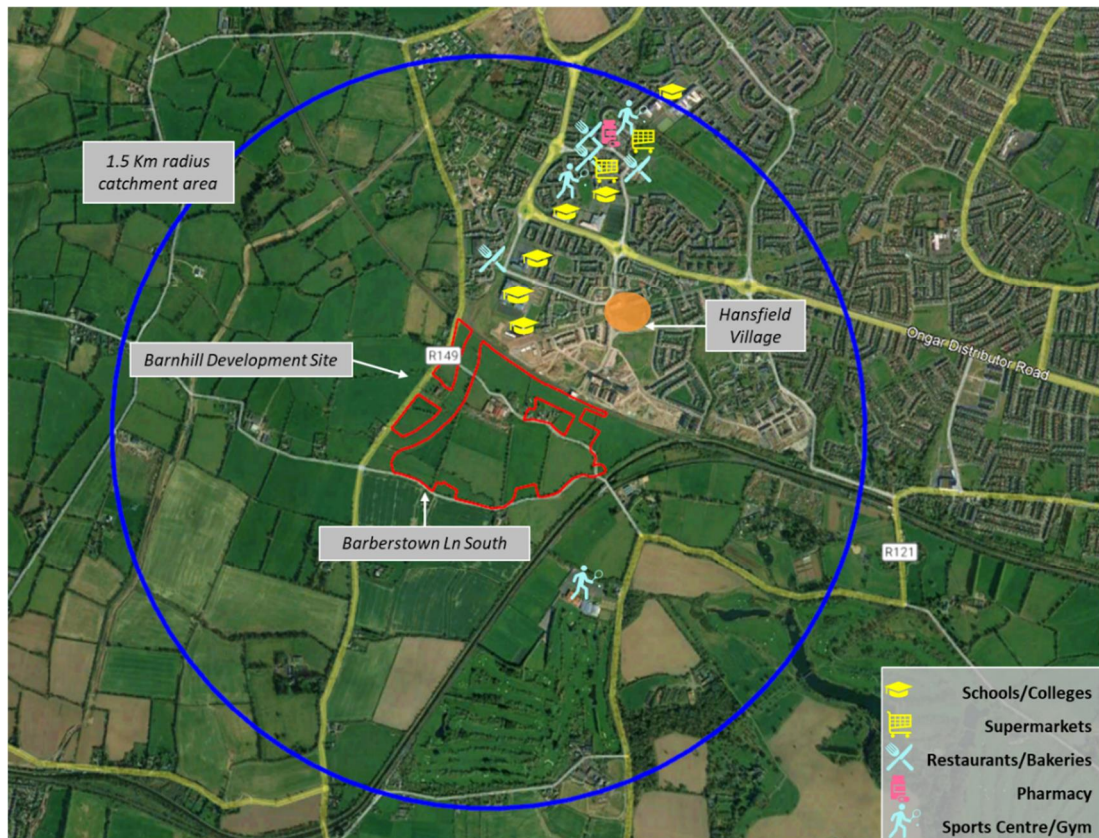 1.5 Km radius
catchment area
Barnhill Development Site
R149
Hansfield
Village
Ongar Distributor Road
Barberstown Ln South
R121
Schools/Colleges
Supermarkets
Restaurants/Bakeries
Pharmacy
Sports Centre/Gym